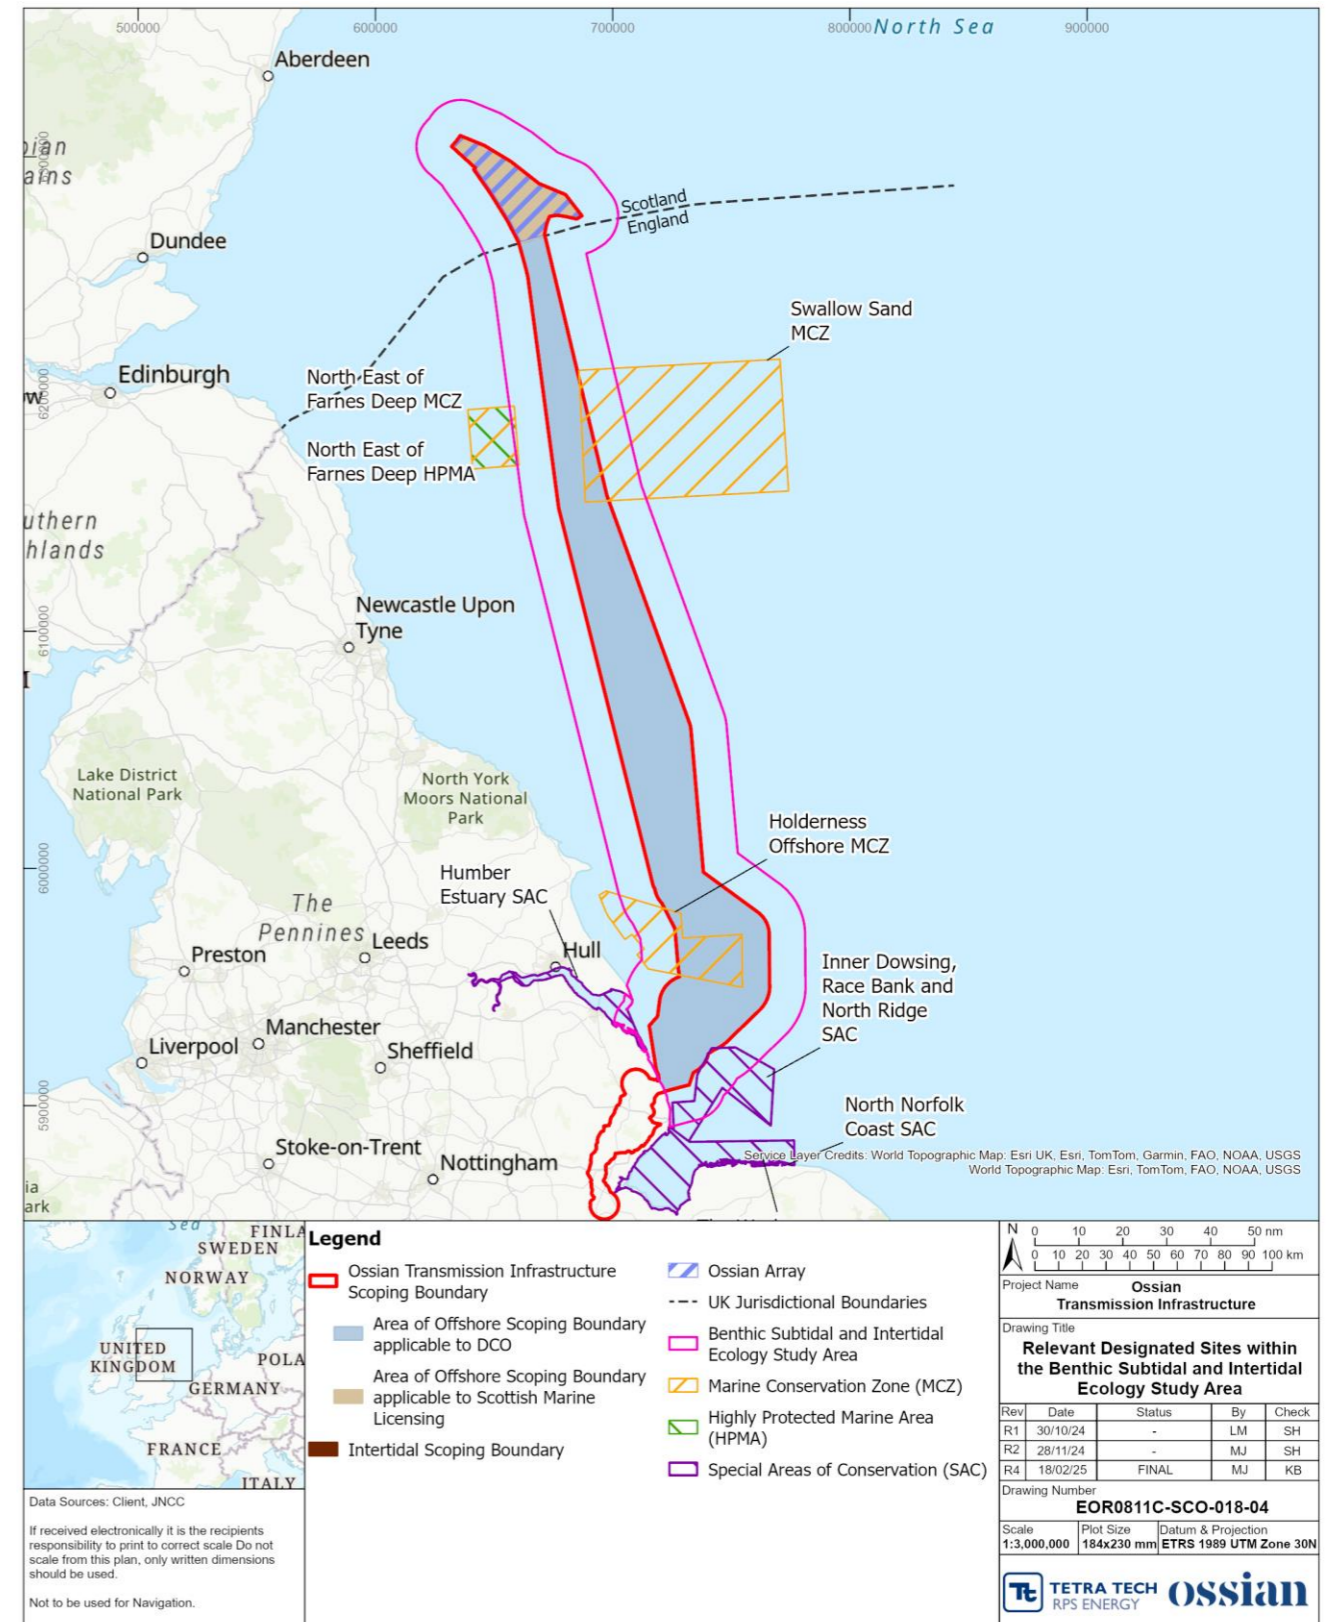 500000
600000
700000
800000
North Sea
900000
Aberdeen
ains
Scotland
England
Dundee
Swallow Sand
MCZ
Edinburgh
6200000
North East of
Farnes Deep MCZ
North East of
Farnes Deep HPMA
uthern
hlands
Newcastle Upon
Tyne
6100000
Lake District
National Park
North York
Moors National
Park
Holderness
Offshore MCZ
6000000
Humber
Estuary SAC
The
Pennines
Leeds
Preston
Hull
Inner Dowsing,
Race Bank and
North Ridge
SAC
Manchester
Liverpool
Sheffield
5900000
North Norfolk
Coast SAC
Stoke-on-Trent
Nottingham
Service Layer Credits: World Topographic Map: Esri UK, Esri, TomTom, Garmin, FAO, NOAA, USGS
World Topographic Map: Esri, TomTom, FAO, NOAA, USGS
ia
ark
Sea
FINLA
SWEDEN
NORWAY
UNITED
KINGDOM
POLA
GERMANY
FRANCE
ITALY
Data Sources: Client, JNCC
If received electronically it is the recipients
responsibility to print to correct scale Do not
scale from this plan, only written dimensions
should be used.
Not to be used for Navigation.
Legend
Ossian Transmission Infrastructure
Scoping Boundary
Area of Offshore Scoping Boundary
applicable to DCO
Area of Offshore Scoping Boundary
applicable to Scottish Marine
Licensing
Intertidal Scoping Boundary
Ossian Array
UK Jurisdictional Boundaries
Benthic Subtidal and Intertidal
Ecology Study Area
Marine Conservation Zone (MCZ)
Highly Protected Marine Area
(HPMA)
Special Areas of Conservation (SAC)
N
0 10 20 30 40 50 nm
0 10 20 30 40 50 60 70 80 90 100 km
Project Name
Ossian
Transmission Infrastructure
Drawing Title
Relevant Designated Sites within
the Benthic Subtidal and Intertidal
Ecology Study Area
Rev Date Status By Check
R1 30/10/24 - LM SH
R2 28/11/24 - MJ SH
R4 18/02/25 FINAL MJ KB
Drawing Number
EOR0811C-SCO-018-04
Scale Plot Size Datum & Projection
1:3,000,000 184x230 mm ETRS 1989 UTM Zone 30N
Tt TETRA TECH
RPS ENERGY
ossian